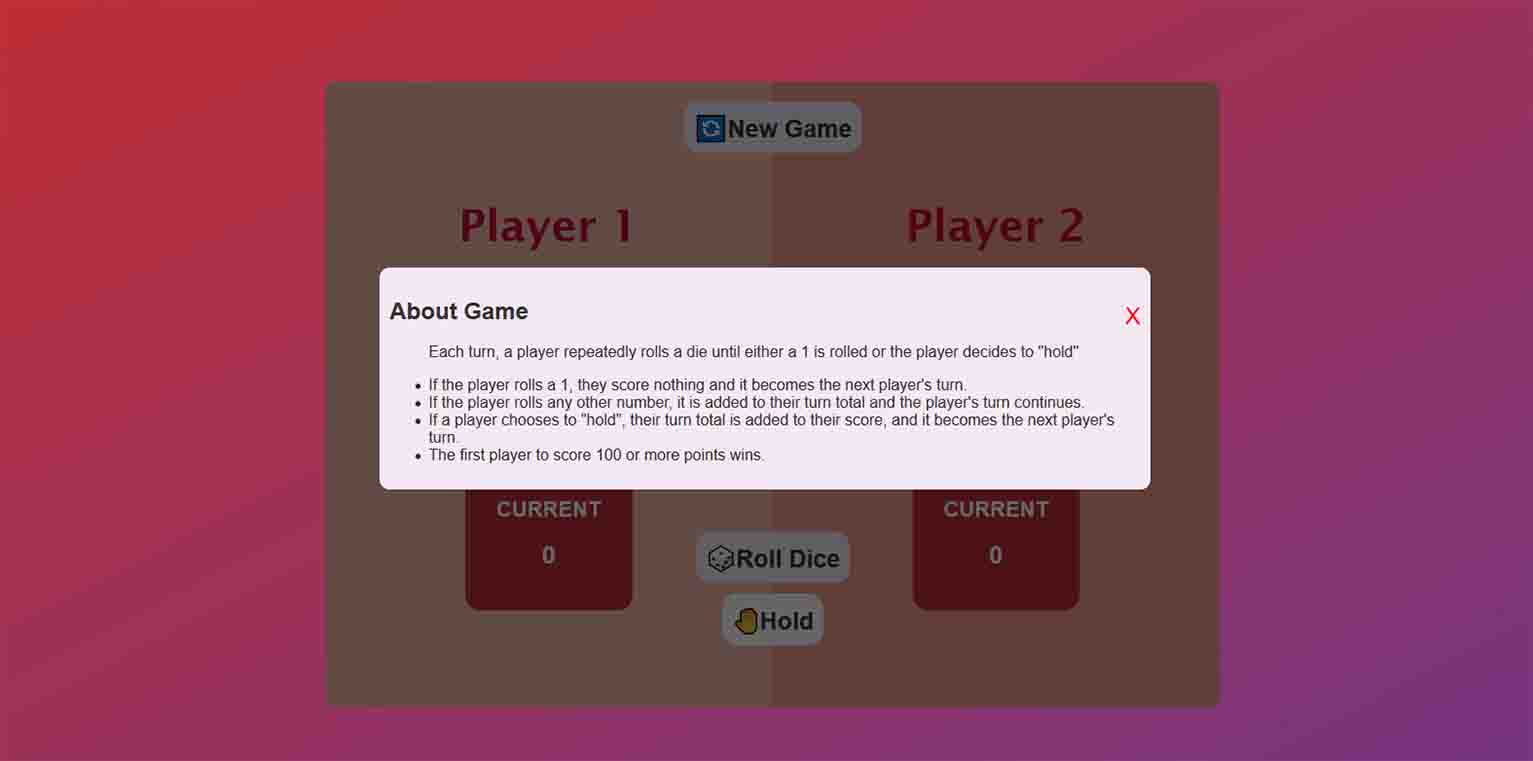 New Game
Player 1
Player 2
About Game
X
Each turn, a player repeatedly rolls a die until either a 1 is rolled or the player decides to "hold"
If the player rolls a 1, they score nothing and it becomes the next player's turn.
If the player rolls any other number, it is added to their turn total and the player's turn continues.
If a player chooses to "hold", their turn total is added to their score, and it becomes the next player's
turn.
The first player to score 100 or more points wins.
CURRENT
0
CURRENT
0
Roll Dice
Hold